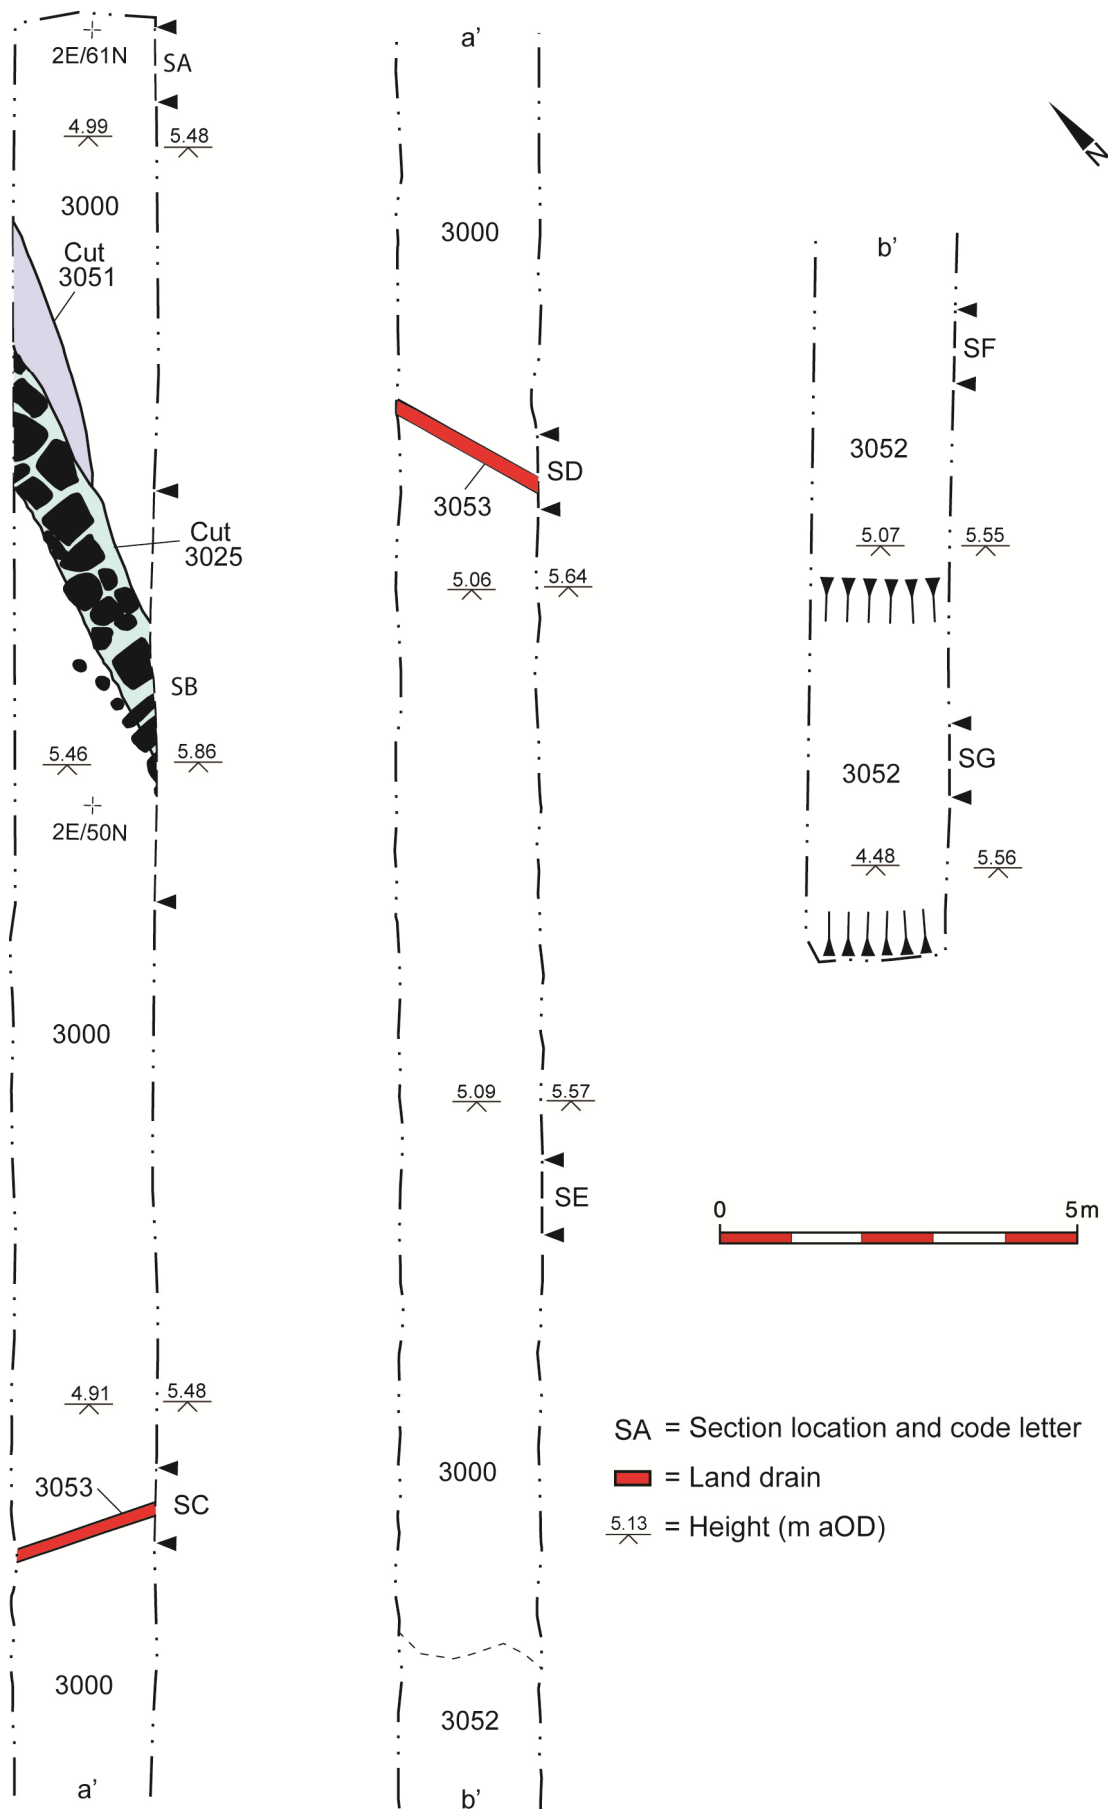 2E/61N
SA
4.99
5.48
3000
Cut
3051
Cut
3025
SB
5.46
5.86
2E/50N
3000
4.91
5.48
3053
SC
3000
a’
a’
3000
SD
3053
5.06
5.64
5.09
5.57
SE
3000
3052
b’
N
b’
SF
3052
5.07
5.55
SG
3052
4.48
5.56
0 5m
SA = Section location and code letter
= Land drain
5.13 = Height (m aOD)